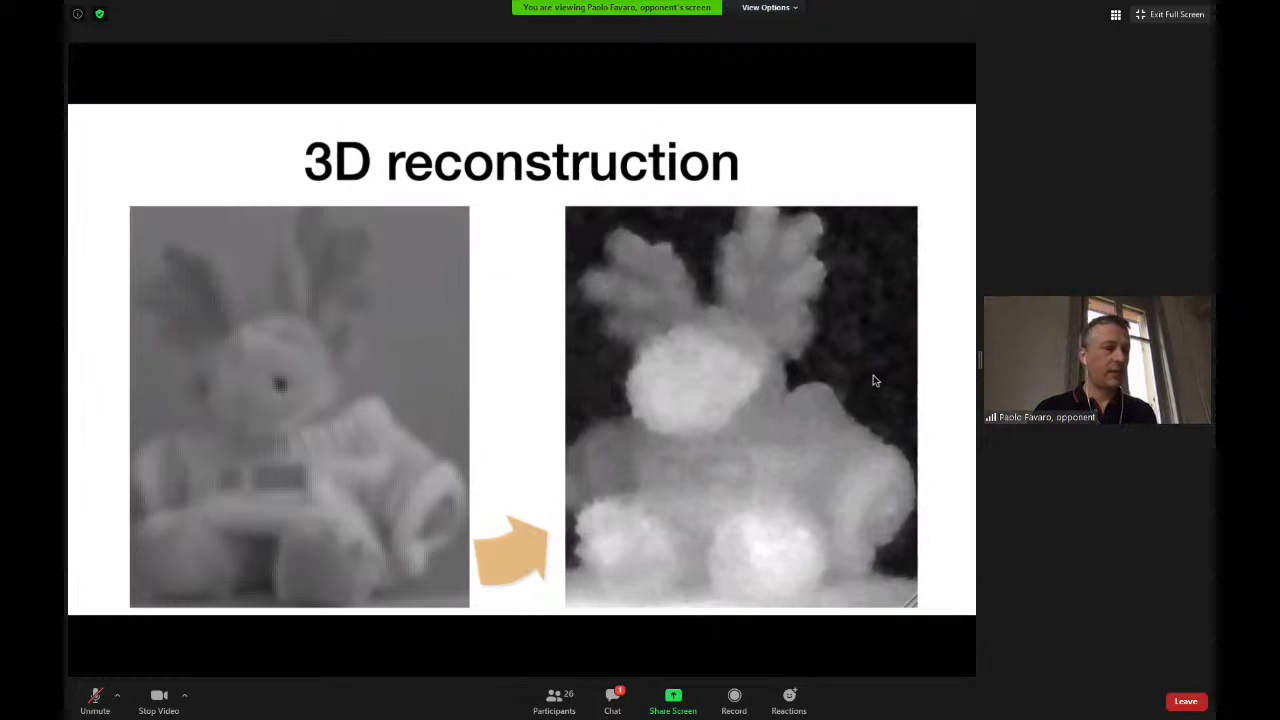 You are viewing Paolo Favaro, opponent's screen
View Options
Exit Full Screen
3D reconstruction
Paolo Favaro, opponent
Unmute
Stop Video
26
Participants
1
Chat
Share Screen
Record
Reactions
Leave